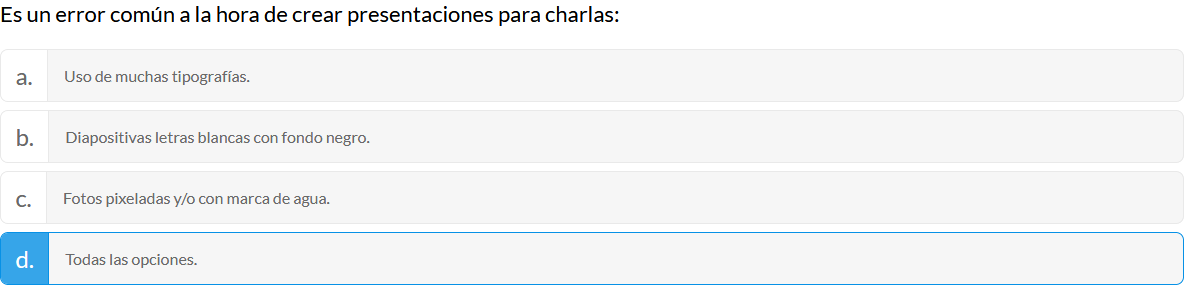 Es un error común a la hora de crear presentaciones para charlas:
a. Uso de muchas tipografías.
b. Diapositivas letras blancas con fondo negro.
c. Fotos pixeladas y/o con marca de agua.
d. Todas las opciones.